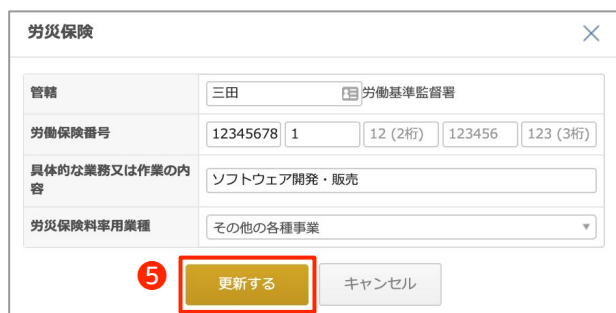 労災保険
管轄 三田 労働基準監督署
労働保険番号 12345678 1 12 (2桁) 123456 123 (3桁)
具体的な業務又は作業の内
容
ソフトウェア開発・販売
労災保険料率用業種 その他の各種事業
5 更新する キャンセル